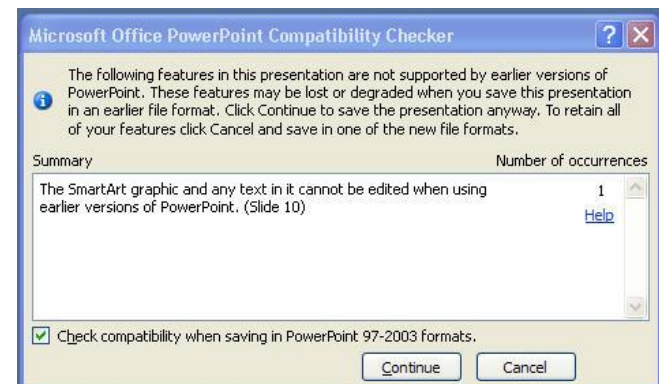 Microsoft Office PowerPoint Compatibility Checker
The following features in this presentation are not supported by earlier versions of
PowerPoint. These features may be lost or degraded when you save this presentation
in an earlier file format. Click Continue to save the presentation anyway. To retain all
of your features click Cancel and save in one of the new file formats.
Summary Number of occurrences
The SmartArt graphic and any text in it cannot be edited when using 1
earlier versions of PowerPoint. (Slide 10) Help
Check compatibility when saving in PowerPoint 97-2003 formats.
Continue Cancel